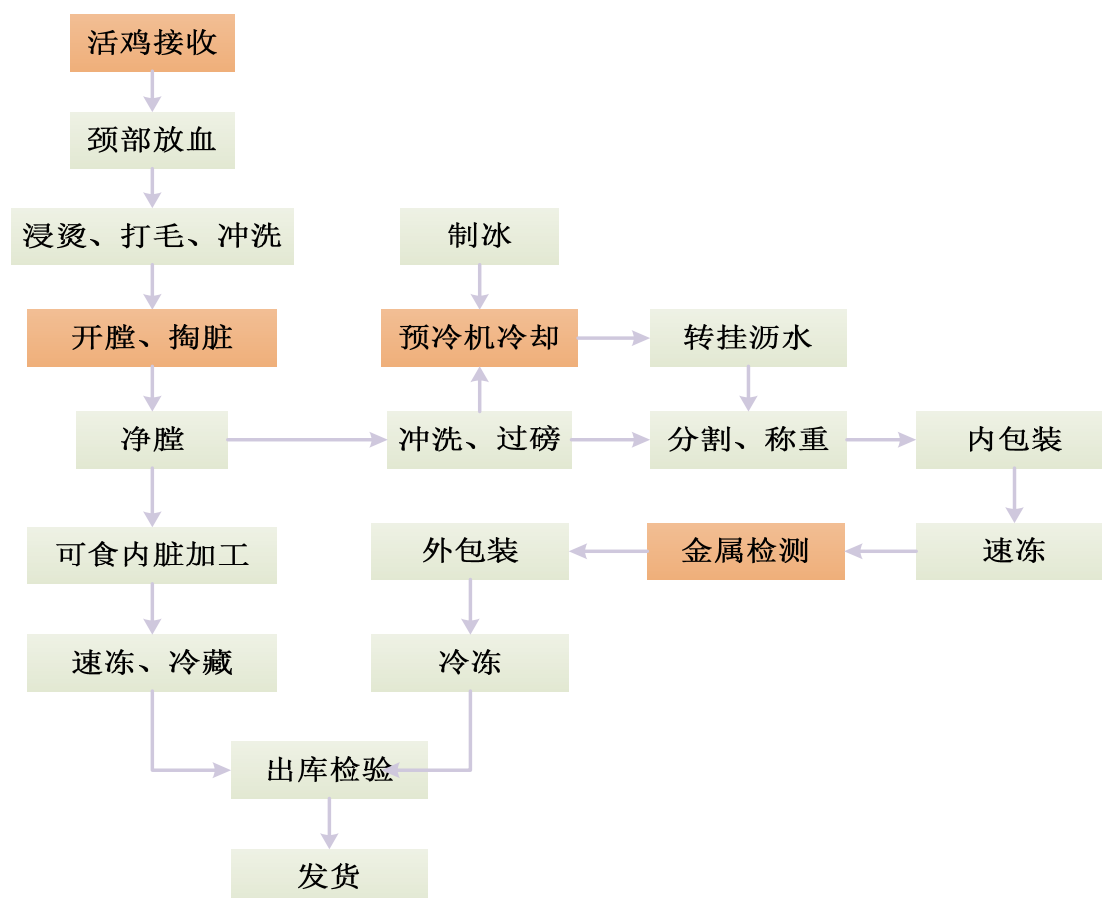 活鸡接收
颈部放血
浸烫、打毛、冲洗
制冰
开膛、掏脏
预冷机冷却
转挂沥水
净膛
冲洗、过磅
分割、称重
内包装
可食内脏加工
外包装
金属检测
速冻
速冻、冷藏
冷冻
出库检验
发货